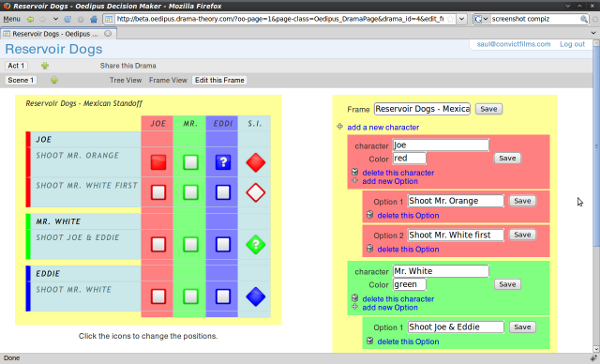 Reservoir Dogs - Oedipus Decision Maker - Mozilla Firefox
Menu
http://beta.oedipus.drama-theory.com/?oo-page=1&page-class=Oedipus_DramaPage&drama_id=4&edit_f
screenshot compiz
Reservoir Dogs - Oedipus ...
Reservoir Dogs
saul@convictfilms.com Log out
Act 1 Share this Drama
Scene 1 Tree View Frame View Edit this Frame
Reservoir Dogs - Mexican Standoff
JOE MR. EDDI S.I.
JOE
SHOOT MR. ORANGE
?
SHOOT MR. WHITE FIRST
MR. WHITE
SHOOT JOE & EDDIE
?
EDDIE
SHOOT MR. WHITE
Click the icons to change the positions.
Frame Reservoir Dogs - Mexica Save
add a new character
character Joe
Color red Save
delete this character
add new Option
Option 1 Shoot Mr. Orange Save
delete this Option
Option 2 Shoot Mr. White first Save
delete this Option
character Mr. White
Color green Save
delete this character
add new Option
Option 1 Shoot Joe & Eddie Save
delete this Option
Done